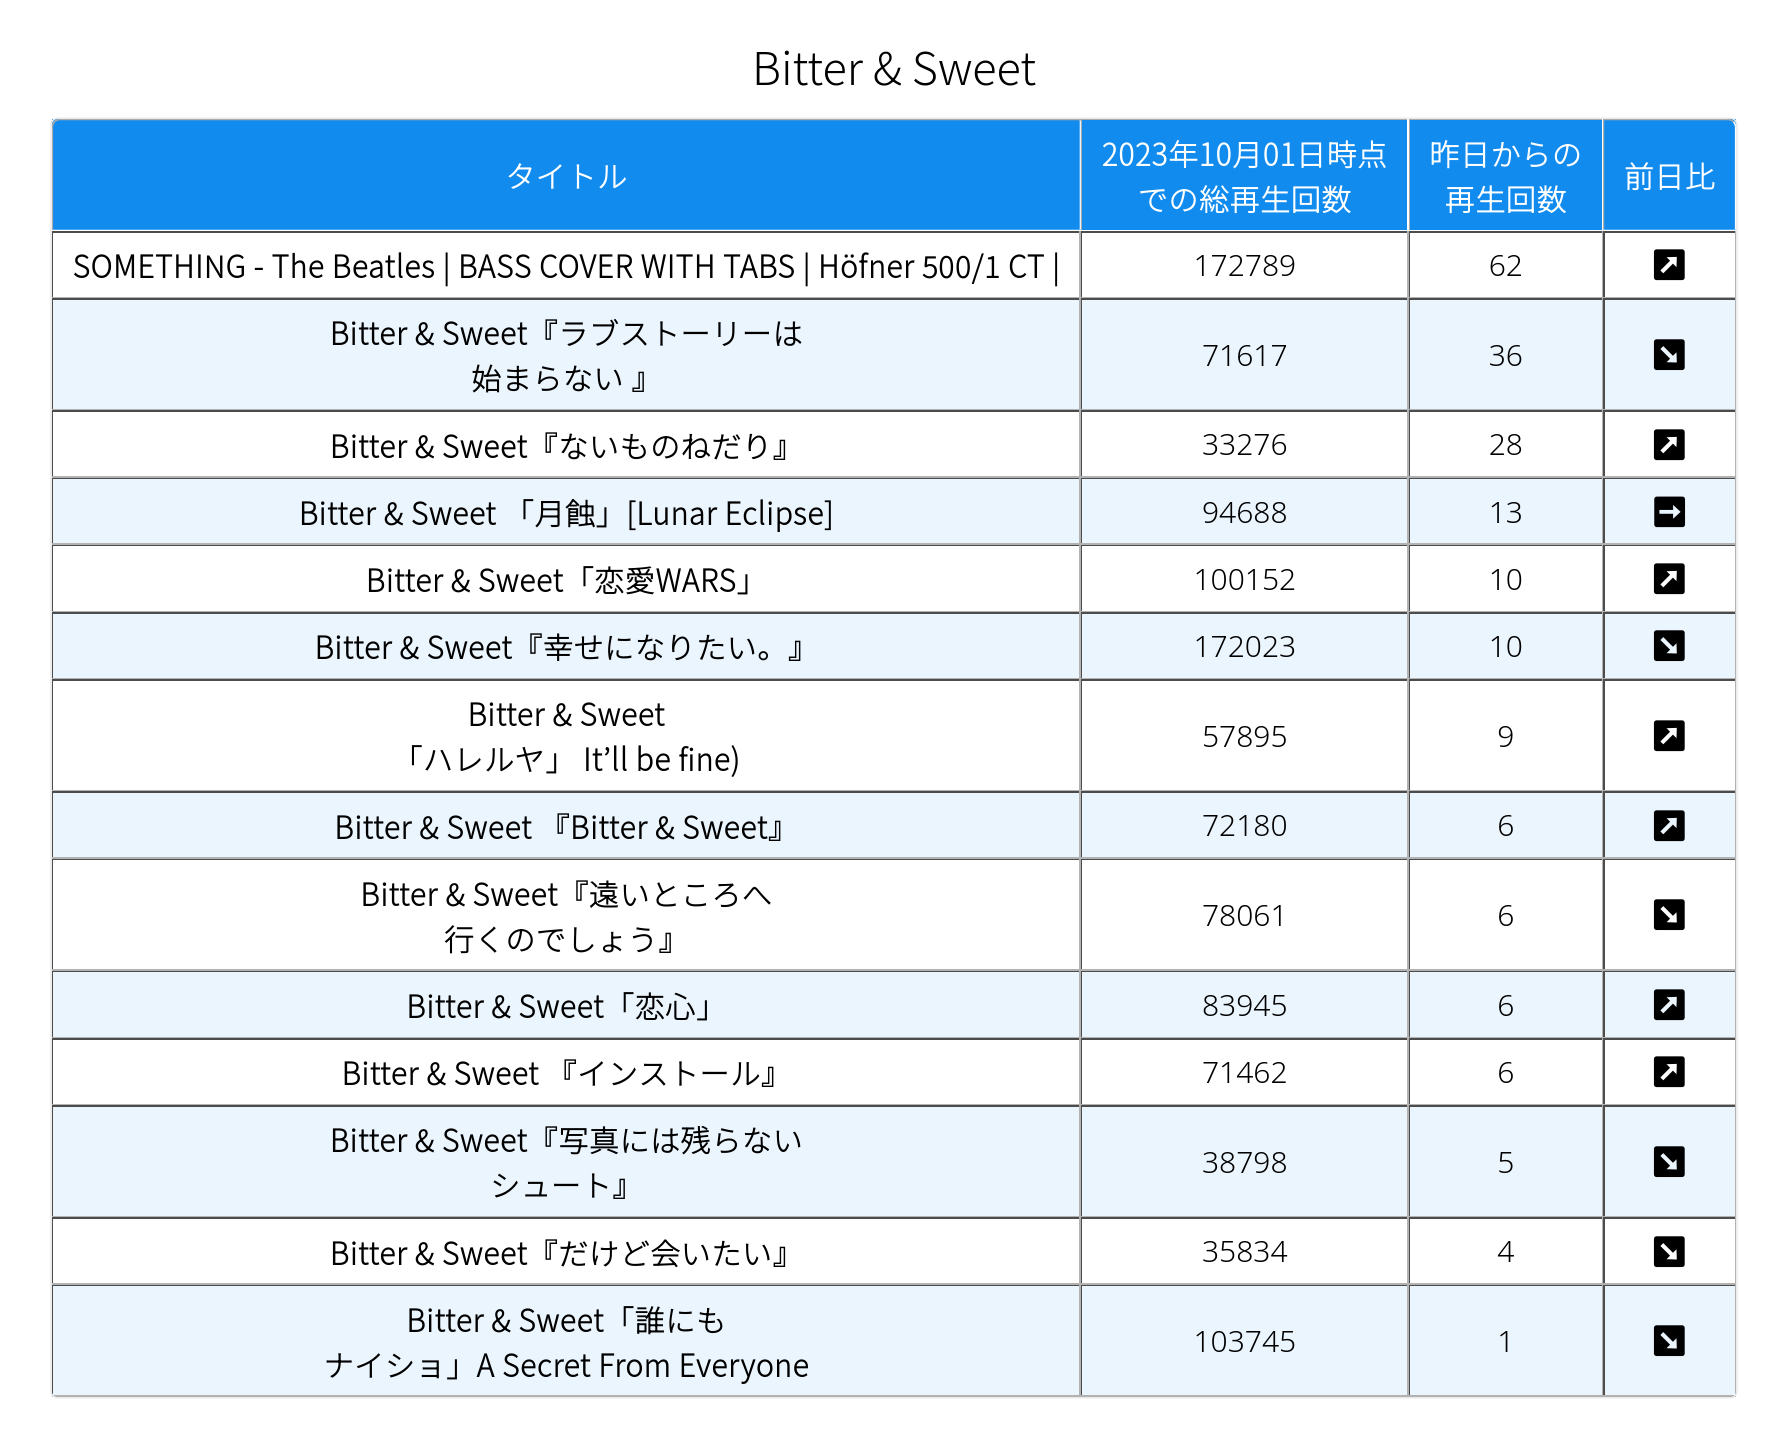 Bitter & Sweet
タイトル
2023年10月01日時点
での総再生回数
昨日からの
再生回数
前日比
SOMETHING - The Beatles | BASS COVER WITH TABS | Höfner 500/1 CT |
172789
62
Bitter & Sweet『ラブストーリーは
始まらない 』
71617
36
Bitter & Sweet『ないものねだり』
33276
28
Bitter & Sweet 「月蝕」[Lunar Eclipse]
94688
13
Bitter & Sweet「恋愛WARS」
100152
10
Bitter & Sweet『幸せになりたい。』
172023
10
Bitter & Sweet
「ハレルヤ」 It’ll be fine)
57895
9
Bitter & Sweet 『Bitter & Sweet』
72180
6
Bitter & Sweet『遠いところへ
行くのでしょう』
78061
6
Bitter & Sweet「恋心」
83945
6
Bitter & Sweet 『インストール』
71462
6
Bitter & Sweet『写真には残らない
シュート』
38798
5
Bitter & Sweet『だけど会いたい』
35834
4
Bitter & Sweet「誰にも
ナイショ」A Secret From Everyone
103745
1